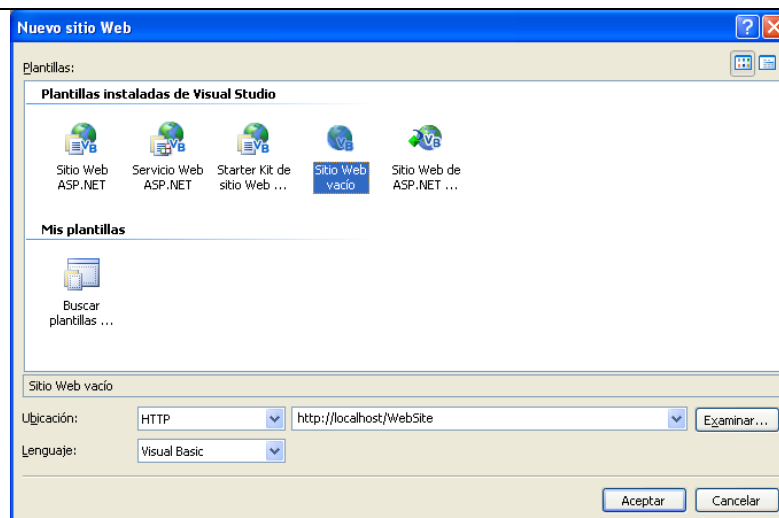 Nuevo sitio Web
Plantillas:
Plantillas instaladas de Visual Studio
Sitio Web
ASP.NET
Servicio Web
ASP.NET
Starter Kit de
sitio Web ...
Sitio Web
vacío
Sitio Web de
ASP.NET ...
Mis plantillas
Buscar
plantillas ...
Sitio Web vacío
Ubicación:
HTTP
http://localhost/WebSite
Examinar...
Lenguaje:
Visual Basic
Aceptar
Cancelar